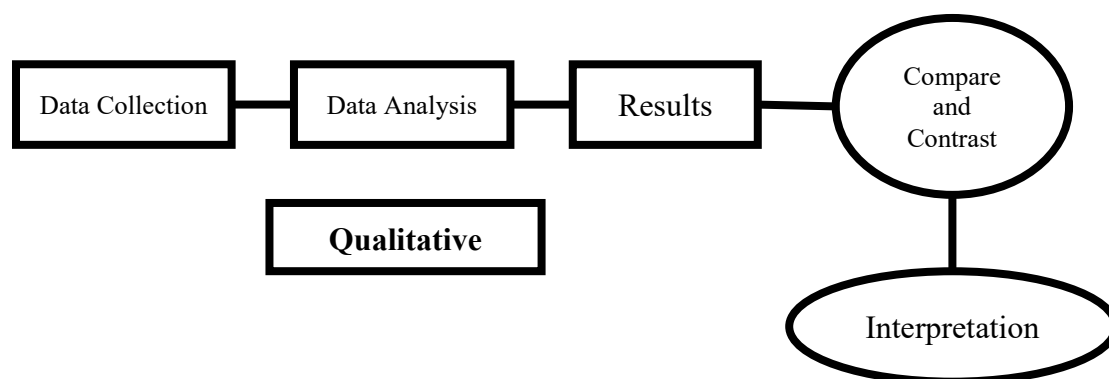 Data Collection
Data Analysis
Results
Compare
and
Contrast
Qualitative
Interpretation